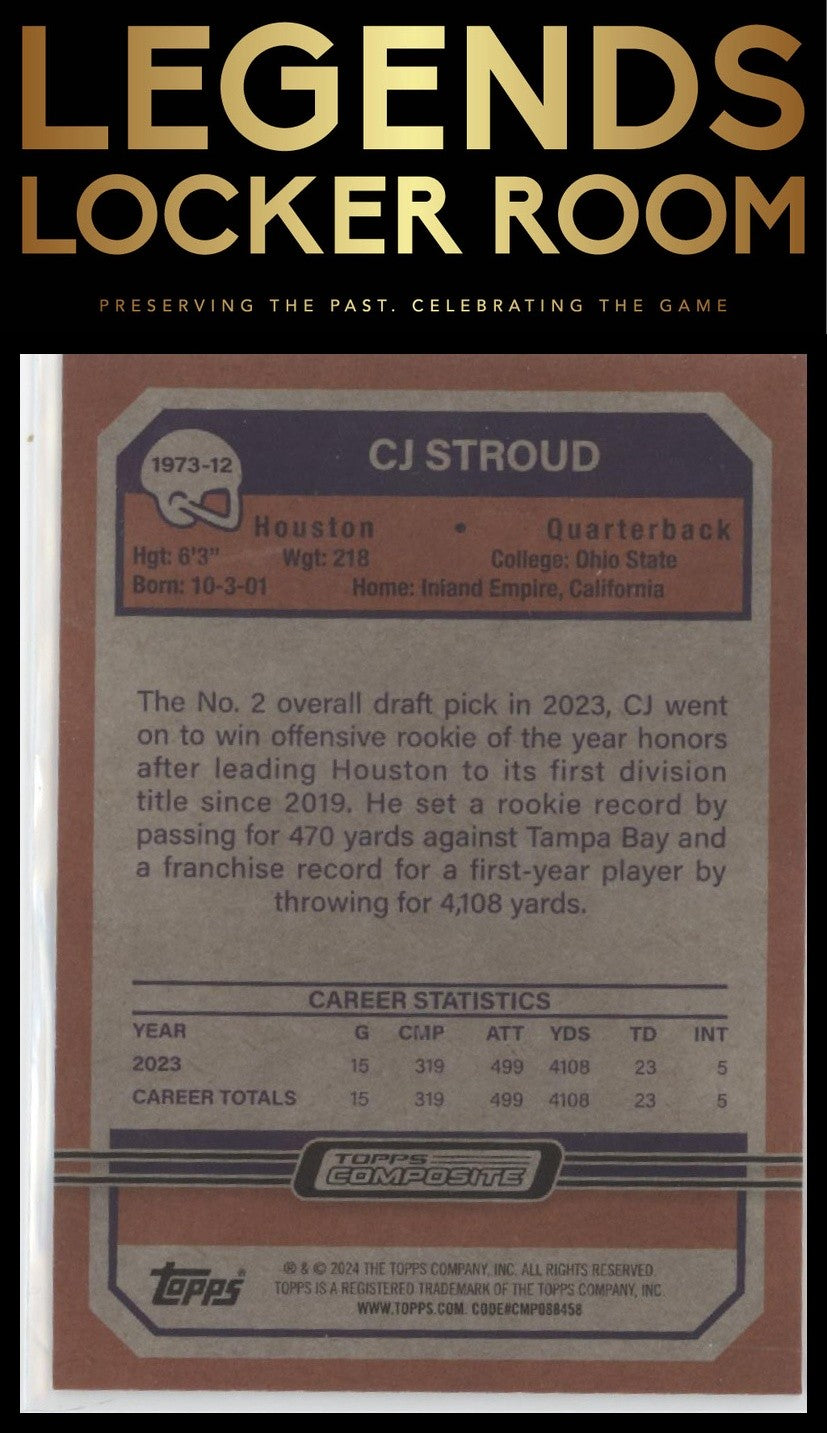 LEGENDS
LOCKER ROOM
PRESERVING THE PAST. CELEBRATING THE GAME
1973-12
CJ STROUD
Houston • Quarterback
Hgt: 6'3" Wgt: 218 College: Ohio State
Born: 10-3-01 Home: Inland Empire, California
The No. 2 overall draft pick in 2023, CJ went
on to win offensive rookie of the year honors
after leading Houston to its first division
title since 2019. He set a rookie record by
passing for 470 yards against Tampa Bay and
a franchise record for a first-year player by
throwing for 4,108 yards.
CAREER STATISTICS
YEAR G CMP ATT YDS TD INT
2023 15 319 499 4108 23 5
CAREER TOTALS 15 319 499 4108 23 5
TOPPS
COMPOSITE
Topps®
® & © 2024 THE TOPPS COMPANY, INC. ALL RIGHTS RESERVED.
TOPPS IS A REGISTERED TRADEMARK OF THE TOPPS COMPANY, INC.
WWW.TOPPS.COM. CODE#CMP088458